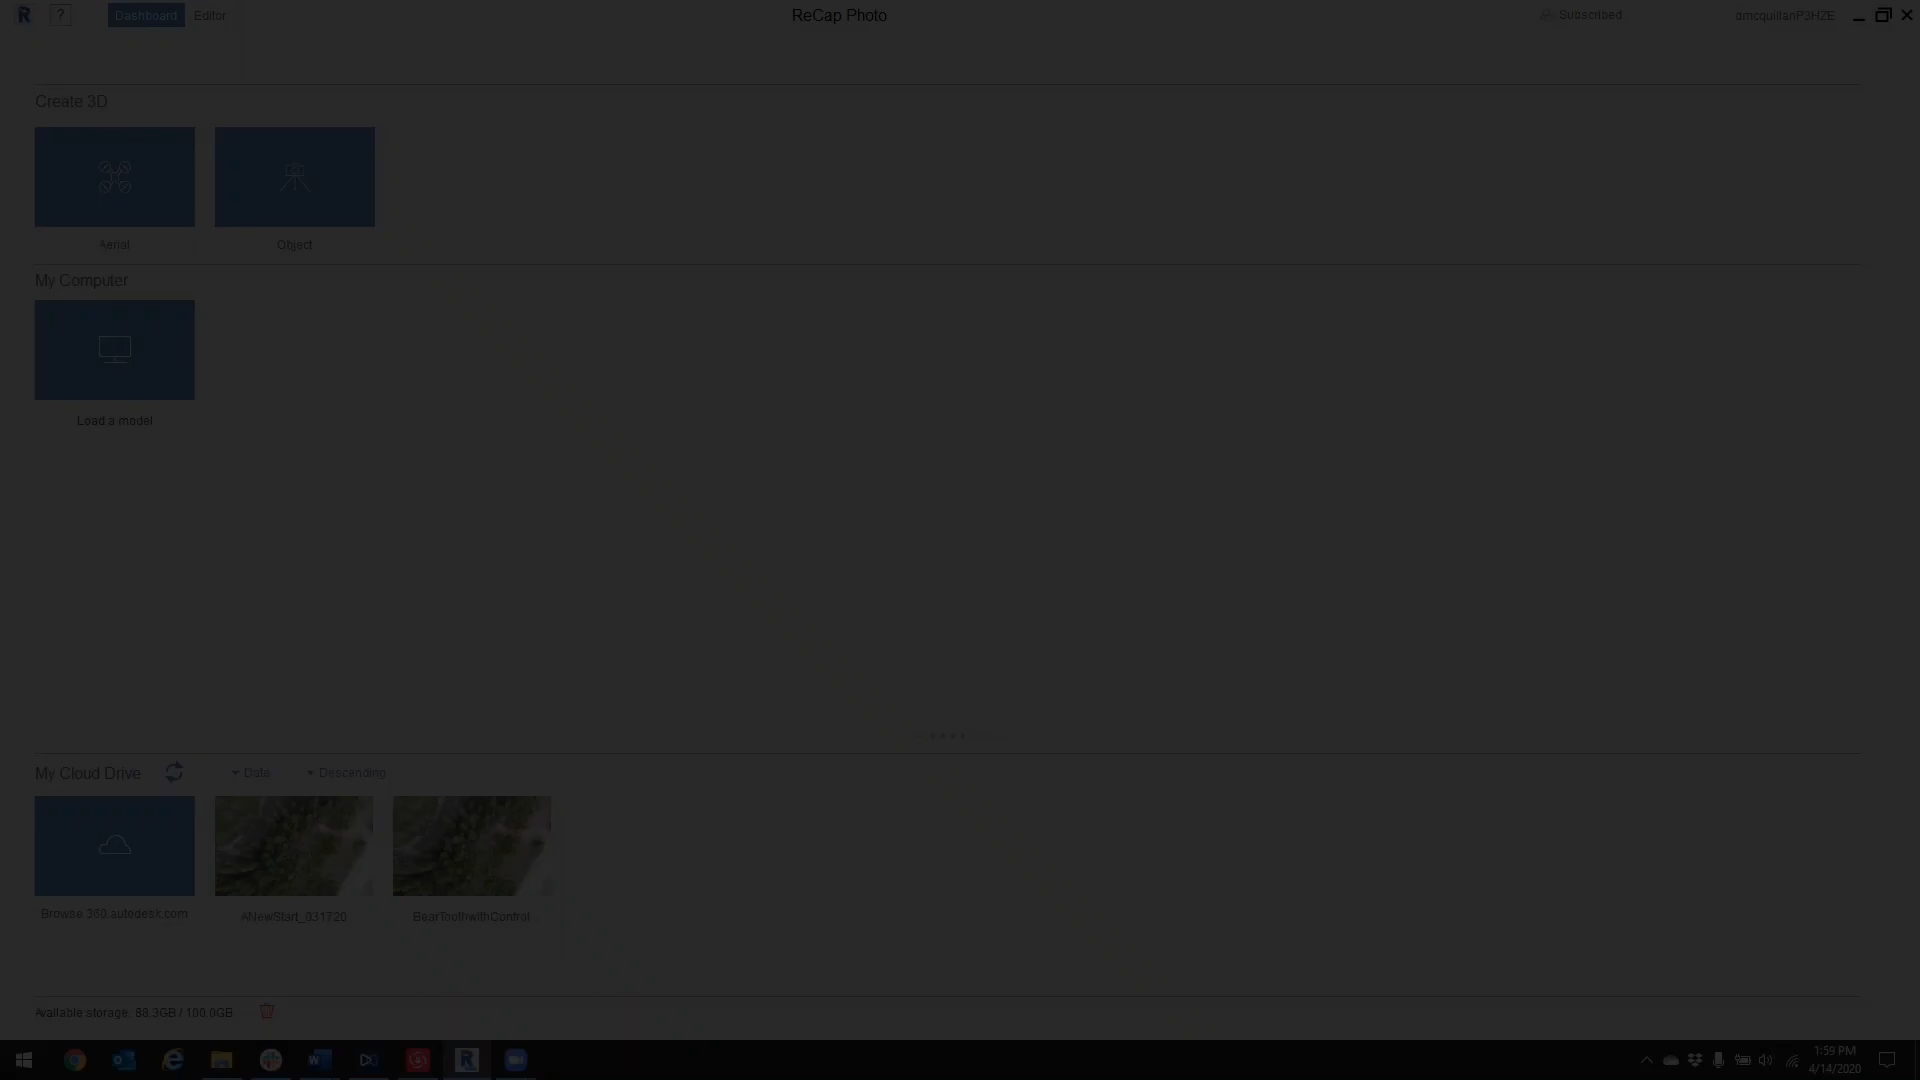 R ? Dashboard Editor ReCap Photo Subscribed dmcquillanP3HZE
Create 3D
Aerial Object
My Computer
Load a model
My Cloud Drive Date Descending
Browse 360.autodesk.com ANewStart_031720 BearToothwithControl
Available storage: 88.3GB / 100.0GB
1:59 PM
4/14/2020